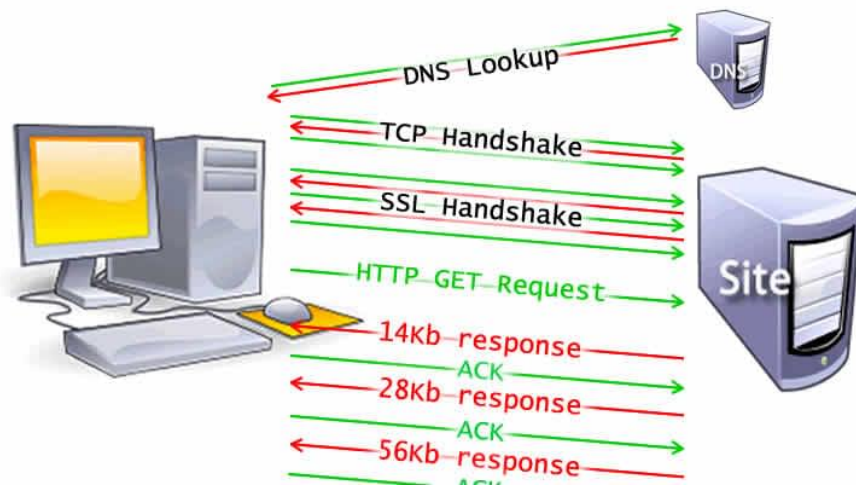 DNS Lookup
DNS
TCP Handshake
SSL Handshake
Site
HTTP GET Request
14Kb response
ACK
28Kb response
ACK
56Kb response
ACK